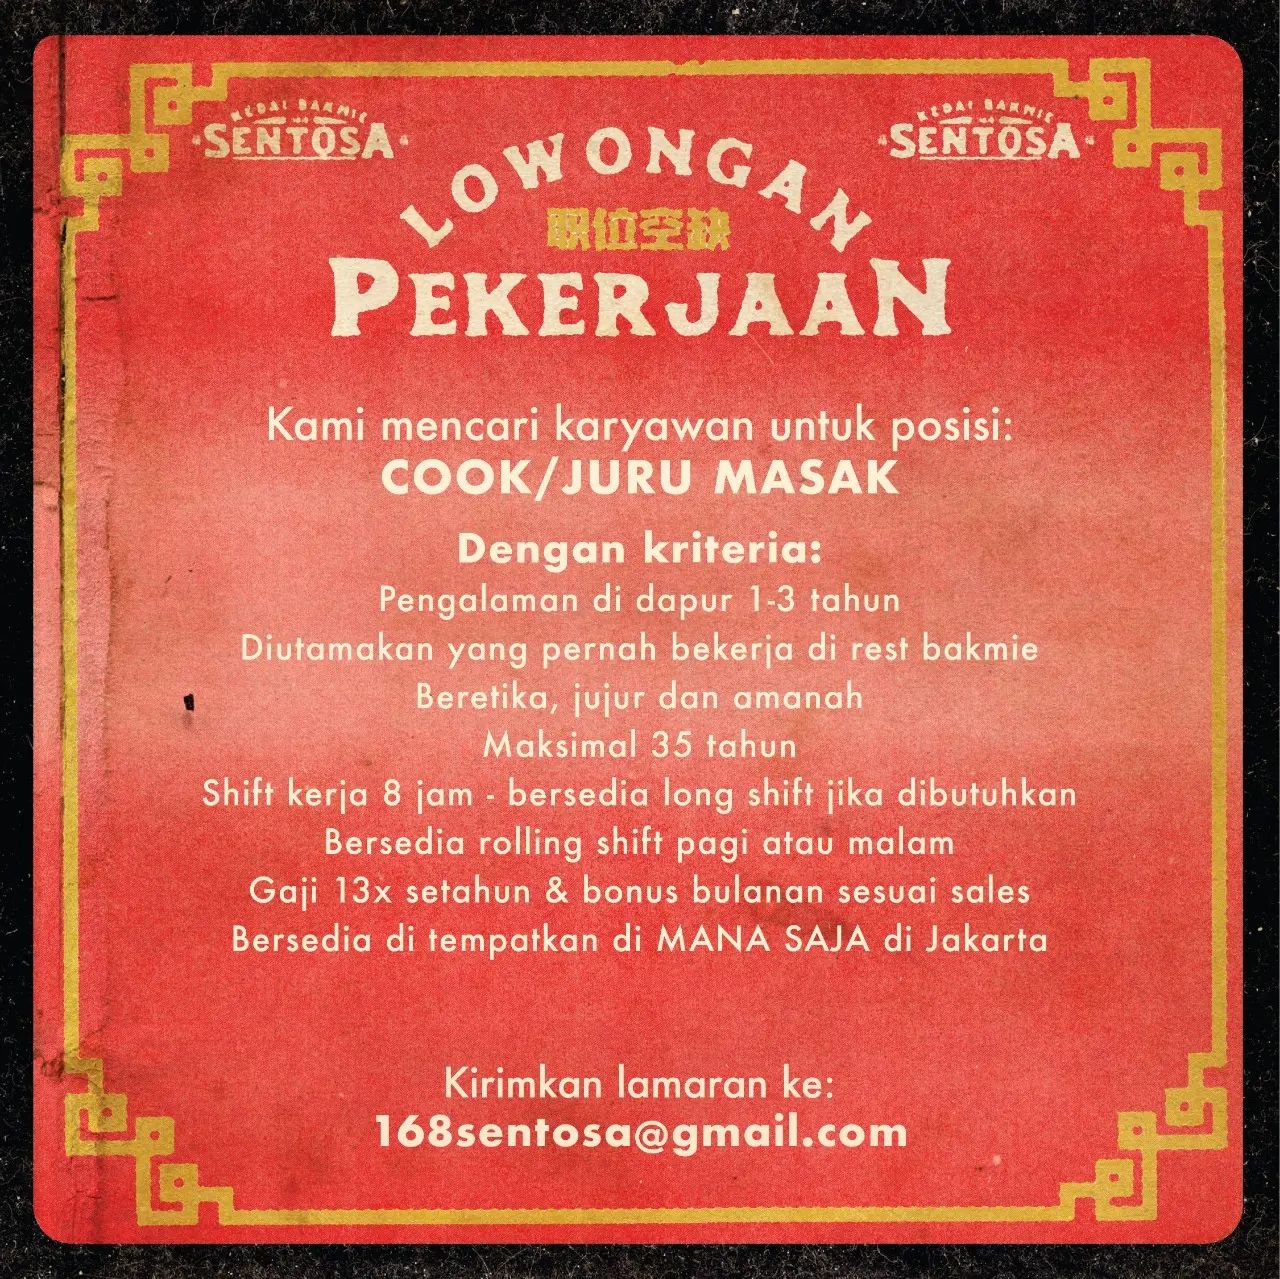 KEDAI BAKMIE
SENTOSA
KEDAI BAKMIE
SENTOSA
LOWONGAN
职位空缺
PEKERJAAN
Kami mencari karyawan untuk posisi:
COOK/JURU MASAK
Dengan kriteria:
Pengalaman di dapur 1-3 tahun
Diutamakan yang pernah bekerja di rest bakmie
Beretika, jujur dan amanah
Maksimal 35 tahun
Shift kerja 8 jam - bersedia long shift jika dibutuhkan
Bersedia rolling shift pagi atau malam
Gaji 13x setahun & bonus bulanan sesuai sales
Bersedia di tempatkan di MANA SAJA di Jakarta
Kirimkan lamaran ke:
168sentosa@gmail.com